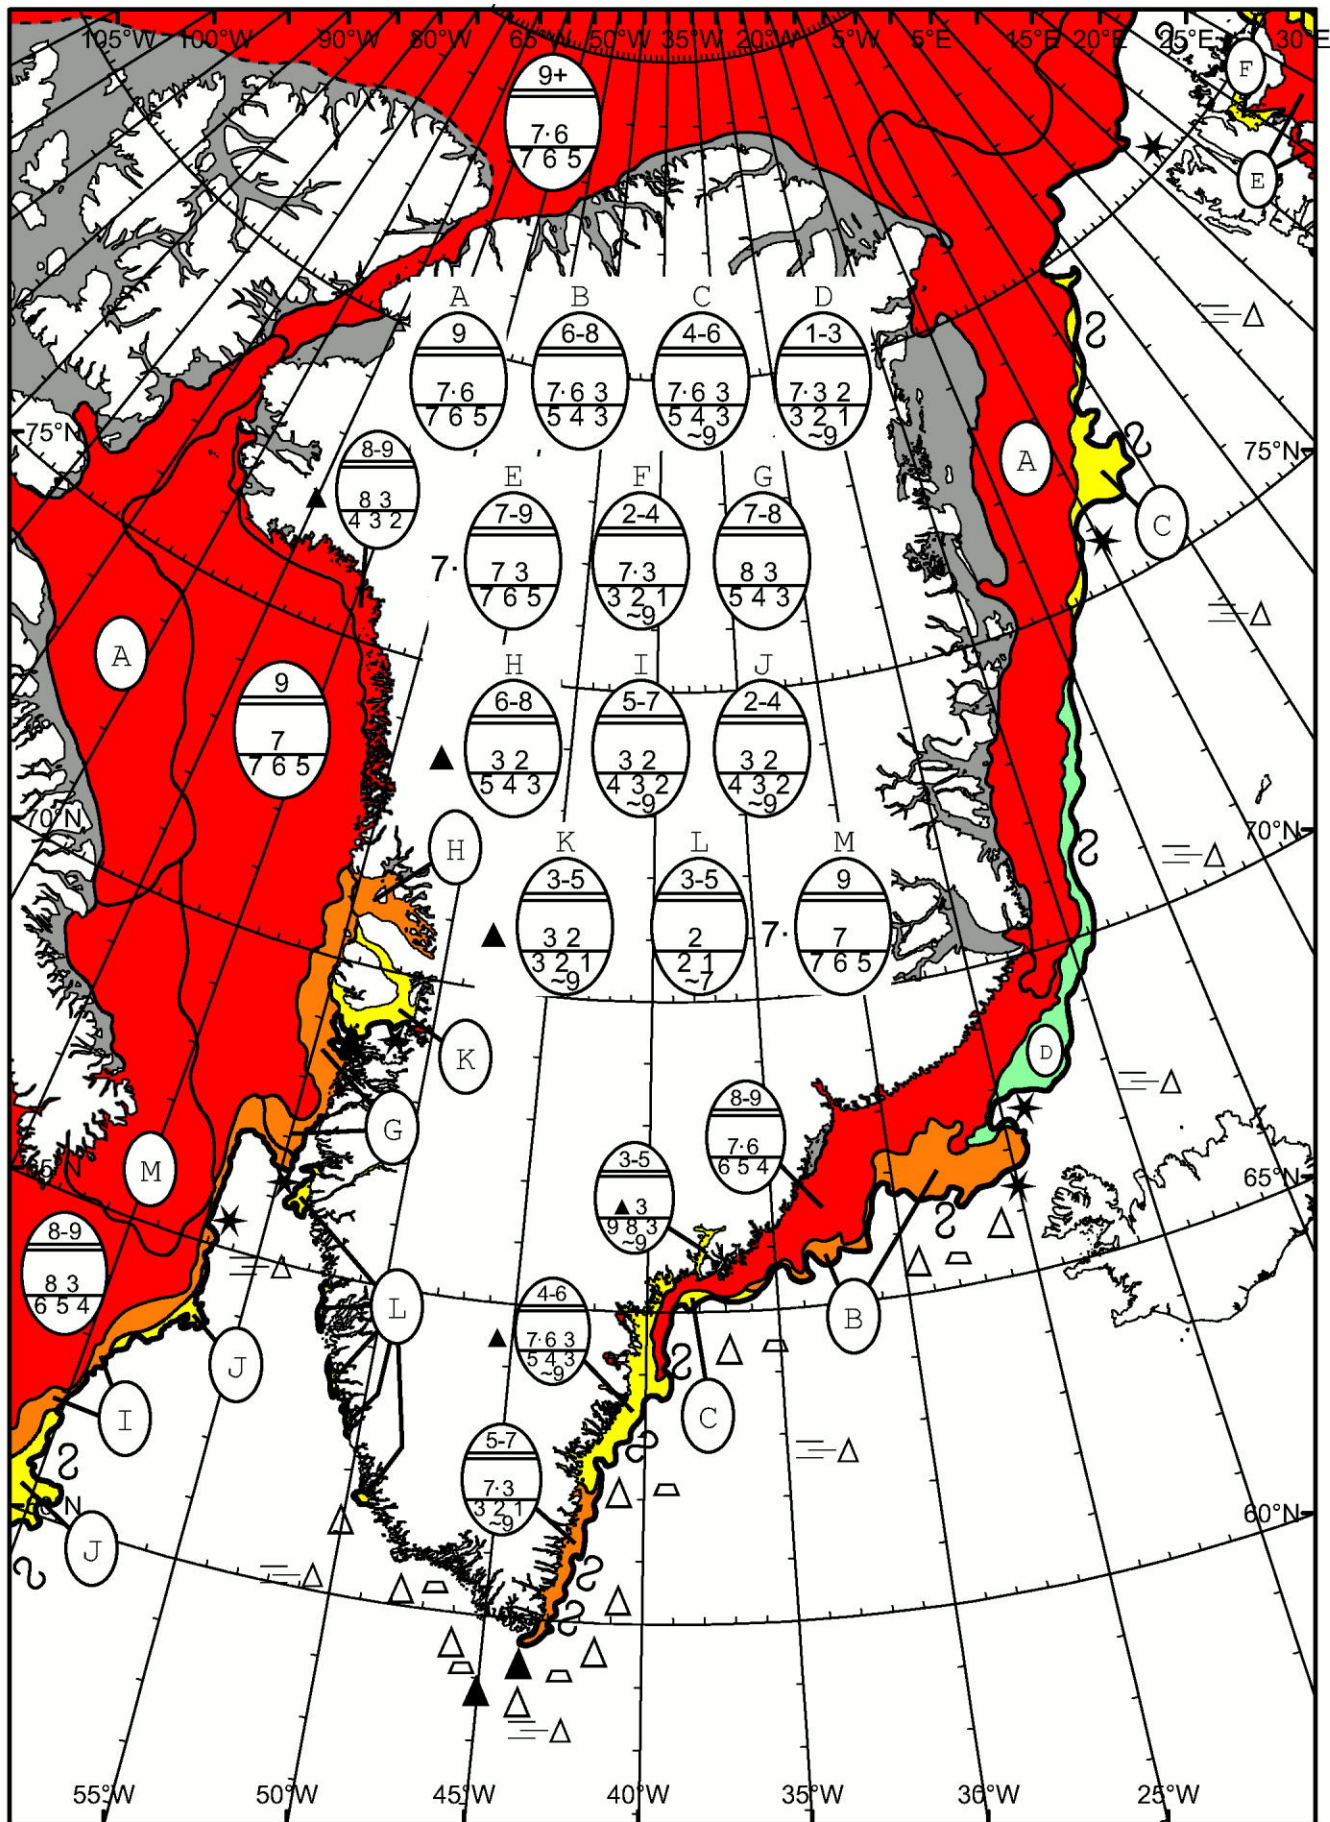 105°W 100°W 90°W 80°W 65°W 50°W 35°W 20°W 5°W 5°E 15°E 20°E 25°E 30°E
F
9+
7·6
7 6 5
E
A B C D
9 6-8 4-6 1-3
7·6 7·6 3 7·6 3 7·3 2
7 6 5 5 4 3 5 4 3 3 2 1
~9 ~9
75°N 75°N
8-9
8 3
4 3 2
A
C
E F G
7-9 2-4 7-8
7· 7 3 7·3 8 3
7 6 5 3 2 1 5 4 3
~9
A
9
7
7 6 5
H I J
6-8 5-7 2-4
3 2 3 2 3 2
5 4 3 4 3 2 4 3 2
~9 ~9
70°N 70°N
H
K L M
3-5 3-5 9
3 2 2 7· 7
3 2 1 2 1 7 6 5
~9 ~7
K
D
G
8-9
7·6
6 5 4
M
65°N 65°N
3-5
3
9 8 3
~9
8-9
8 3
6 5 4
L
4-6
7·6 3
5 4 3
~9
B
J
I
C
5-7
7·3
3 2 1
~9
60°N
J
55°W 50°W 45°W 40°W 35°W 30°W 25°W